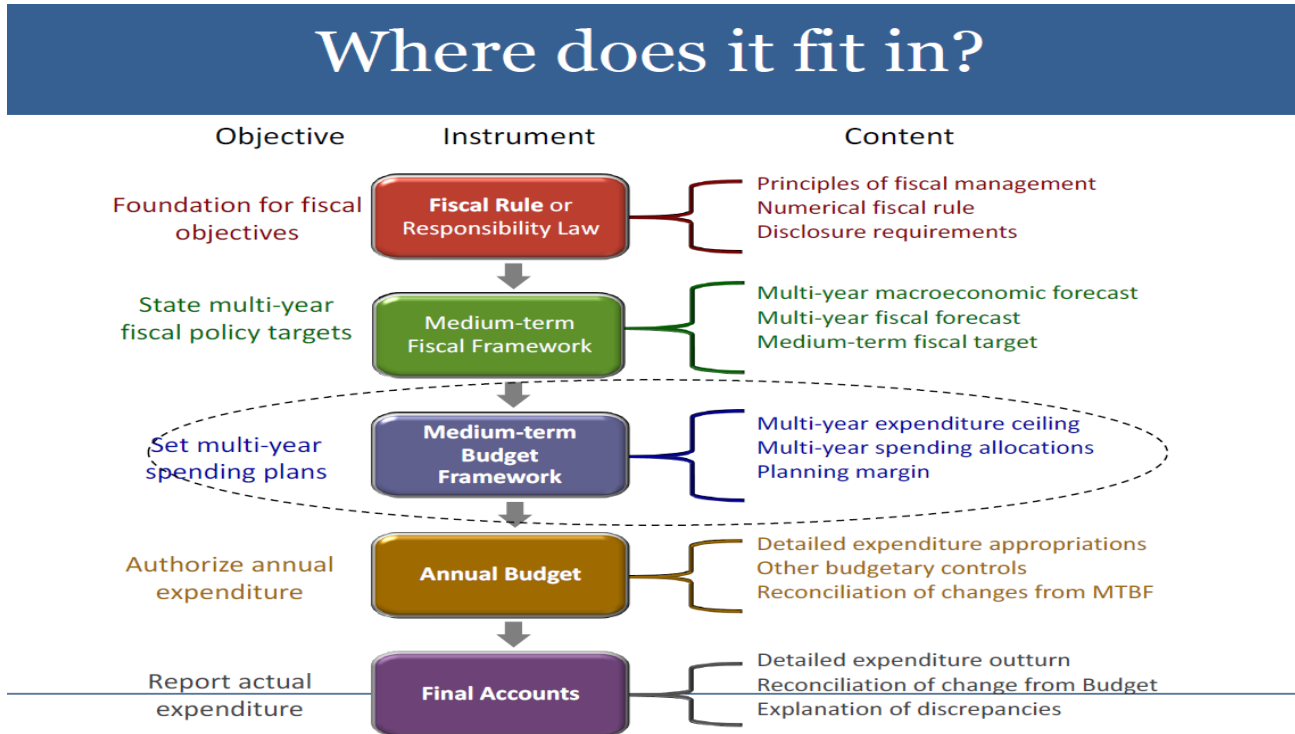 Where does it fit in?
Objective
Instrument
Content
Foundation for fiscal
objectives
Fiscal Rule or
Responsibility Law
Principles of fiscal management
Numerical fiscal rule
Disclosure requirements
State multi-year
fiscal policy targets
Medium-term
Fiscal Framework
Multi-year macroeconomic forecast
Multi-year fiscal forecast
Medium-term fiscal target
Set multi-year
spending plans
Medium-term
Budget
Framework
Multi-year expenditure ceiling
Multi-year spending allocations
Planning margin
Authorize annual
expenditure
Annual Budget
Detailed expenditure appropriations
Other budgetary controls
Reconciliation of changes from MTBF
Report actual
expenditure
Final Accounts
Detailed expenditure outturn
Reconciliation of change from Budget
Explanation of discrepancies